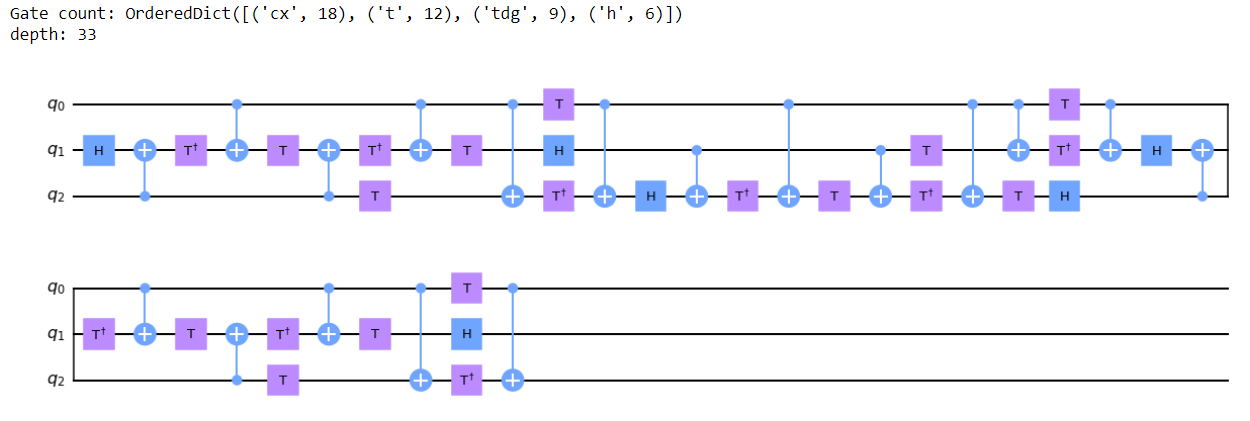 Gate count: OrderedDict([('cx', 18), ('t', 12), ('tdg', 9), ('h', 6)])
depth: 33
q₀ T T
q₁ H T† T T† T H T T† H
q₂ T T† H T† T T† T H
q₀ T
q₁ T† T T† T H
q₂ T T†